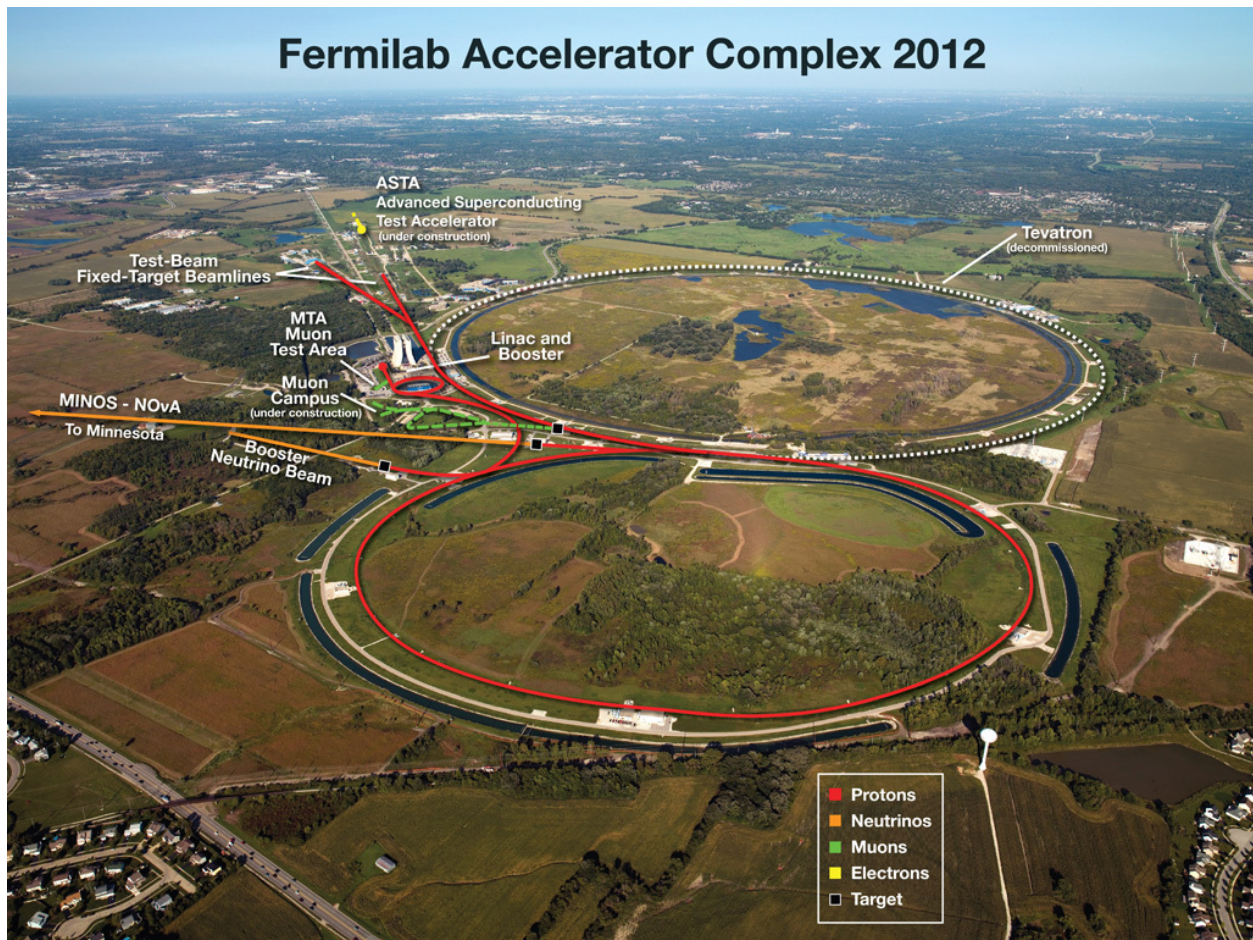 Fermilab Accelerator Complex 2012
ASTA
Advanced Superconducting
Test Accelerator
(under construction)
Tevatron
(decommissioned)
Test-Beam
Fixed-Target Beamlines
MTA
Muon
Test Area
Linac and
Booster
Muon
Campus
(under construction)
MINOS - NOνA
To Minnesota
Booster
Neutrino Beam
Protons
Neutrinos
Muons
Electrons
Target